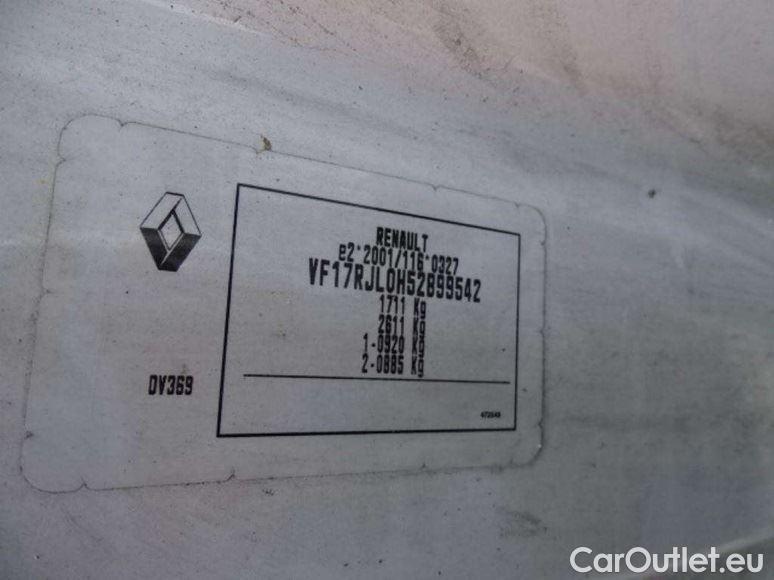 RENAULT
e2*2001/116*0327
VF17RJL0H52899542
1711 Kg
2611 Kg
1-0920 Kg
2-0885 Kg
DV369
472549
CarOutlet.eu